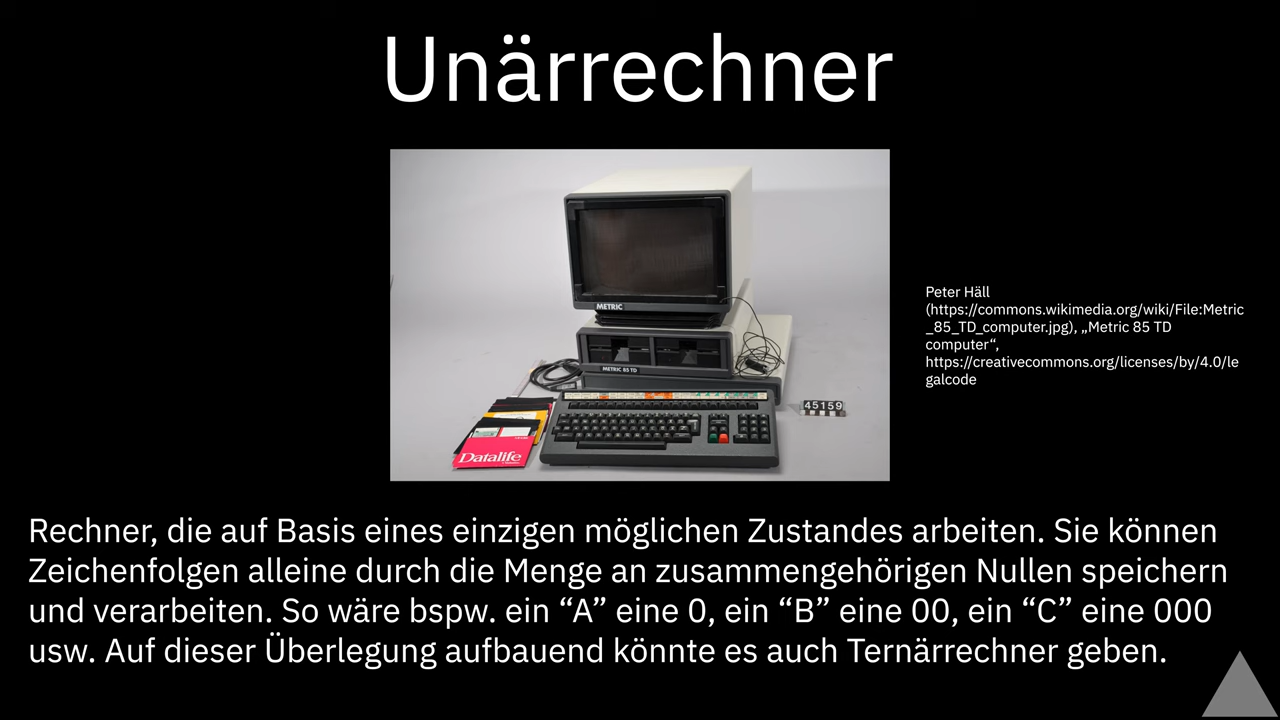 Unärrechner
METRIC
METRIC 85 TD
45159
Datalife
Peter Häll
(https://commons.wikimedia.org/wiki/File:Metric
_85_TD_computer.jpg), „Metric 85 TD
computer“,
https://creativecommons.org/licenses/by/4.0/le
galcode
Rechner, die auf Basis eines einzigen möglichen Zustandes arbeiten. Sie können
Zeichenfolgen alleine durch die Menge an zusammengehörigen Nullen speichern
und verarbeiten. So wäre bspw. ein “A” eine 0, ein “B” eine 00, ein “C” eine 000
usw. Auf dieser Überlegung aufbauend könnte es auch Ternärrechner geben.